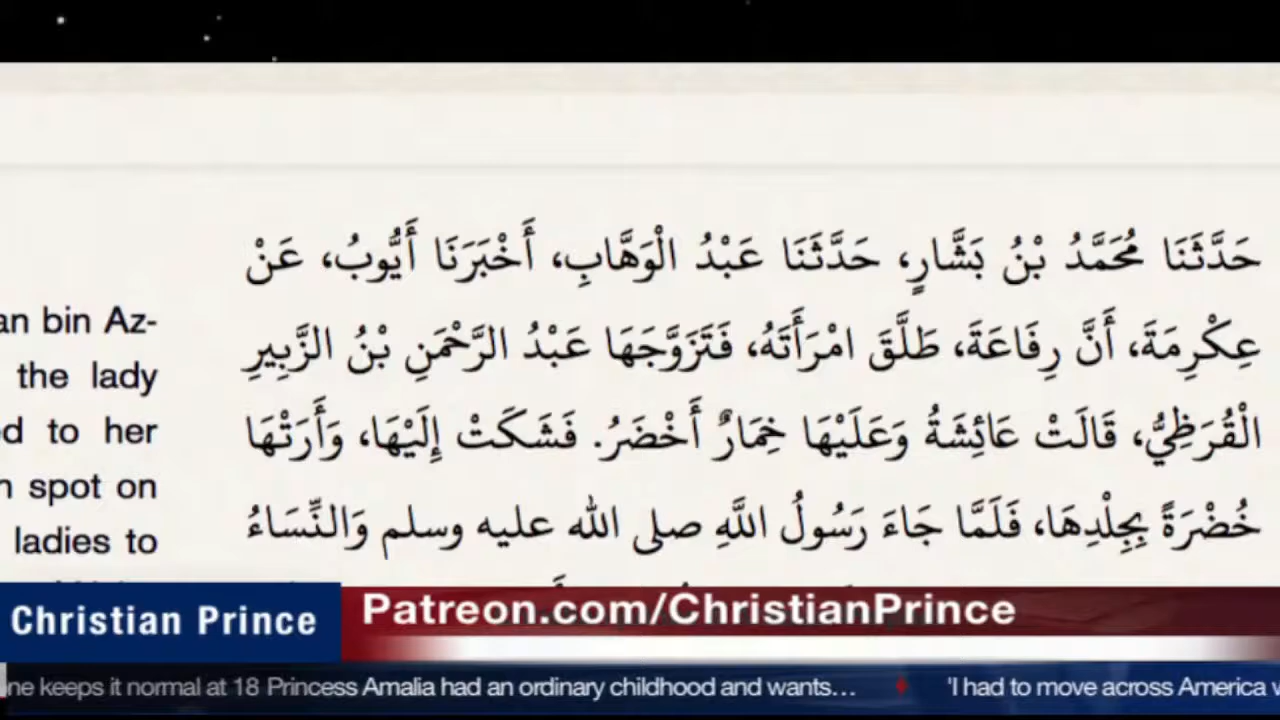 حَدَّثَنَا مُحَمَّدُ بْنُ بَشَّارٍ، حَدَّثَنَا عَبْدُ الْوَهَّابِ، أَخْبَرَنَا أَيُّوبُ، عَنْ
عِكْرِمَةَ، أَنَّ رِفَاعَةَ، طَلَّقَ امْرَأَتَهُ، فَتَزَوَّجَهَا عَبْدُ الرَّحْمَنِ بْنُ الزَّبِيرِ
الْقُرَظِيُّ، قَالَتْ عَائِشَةُ وَعَلَيْهَا خِمَارٌ أَخْضَرُ. فَشَكَتْ إِلَيْهَا، وَأَرَتْهَا
خُضْرَةً بِجِلْدِهَا، فَلَمَّا جَاءَ رَسُولُ اللَّهِ صلى الله عليه وسلم وَالنِّسَاءُ
an bin Az-
the lady
ed to her
n spot on
ladies to
Christian Prince
Patreon.com/ChristianPrince
ne keeps it normal at 18 Princess Amalia had an ordinary childhood and wants... 'I had to move across America